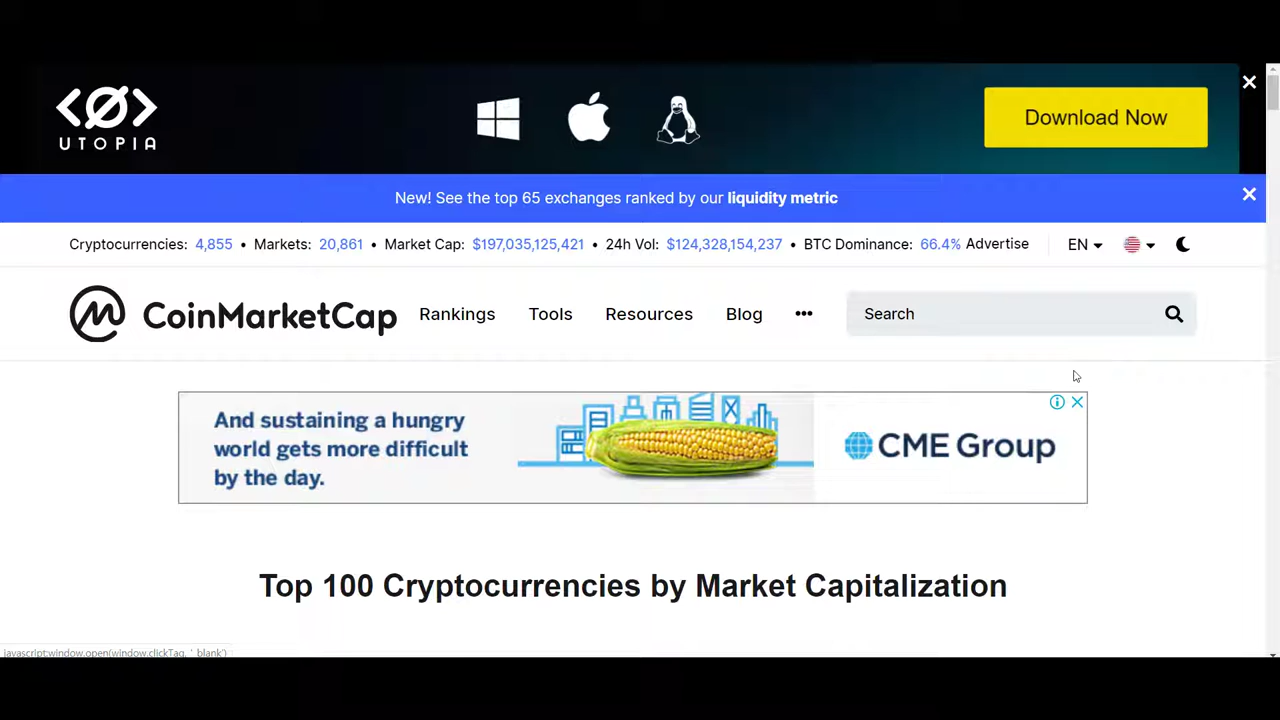 UTOPIA
Download Now
New! See the top 65 exchanges ranked by our liquidity metric
Cryptocurrencies: 4,855 • Markets: 20,861 • Market Cap: $197,035,125,421 • 24h Vol: $124,328,154,237 • BTC Dominance: 66.4% Advertise EN
CoinMarketCap Rankings Tools Resources Blog ••• Search
And sustaining a hungry
world gets more difficult
by the day.
CME Group
Top 100 Cryptocurrencies by Market Capitalization
javascript:window.open(window.clickTag, '_blank')